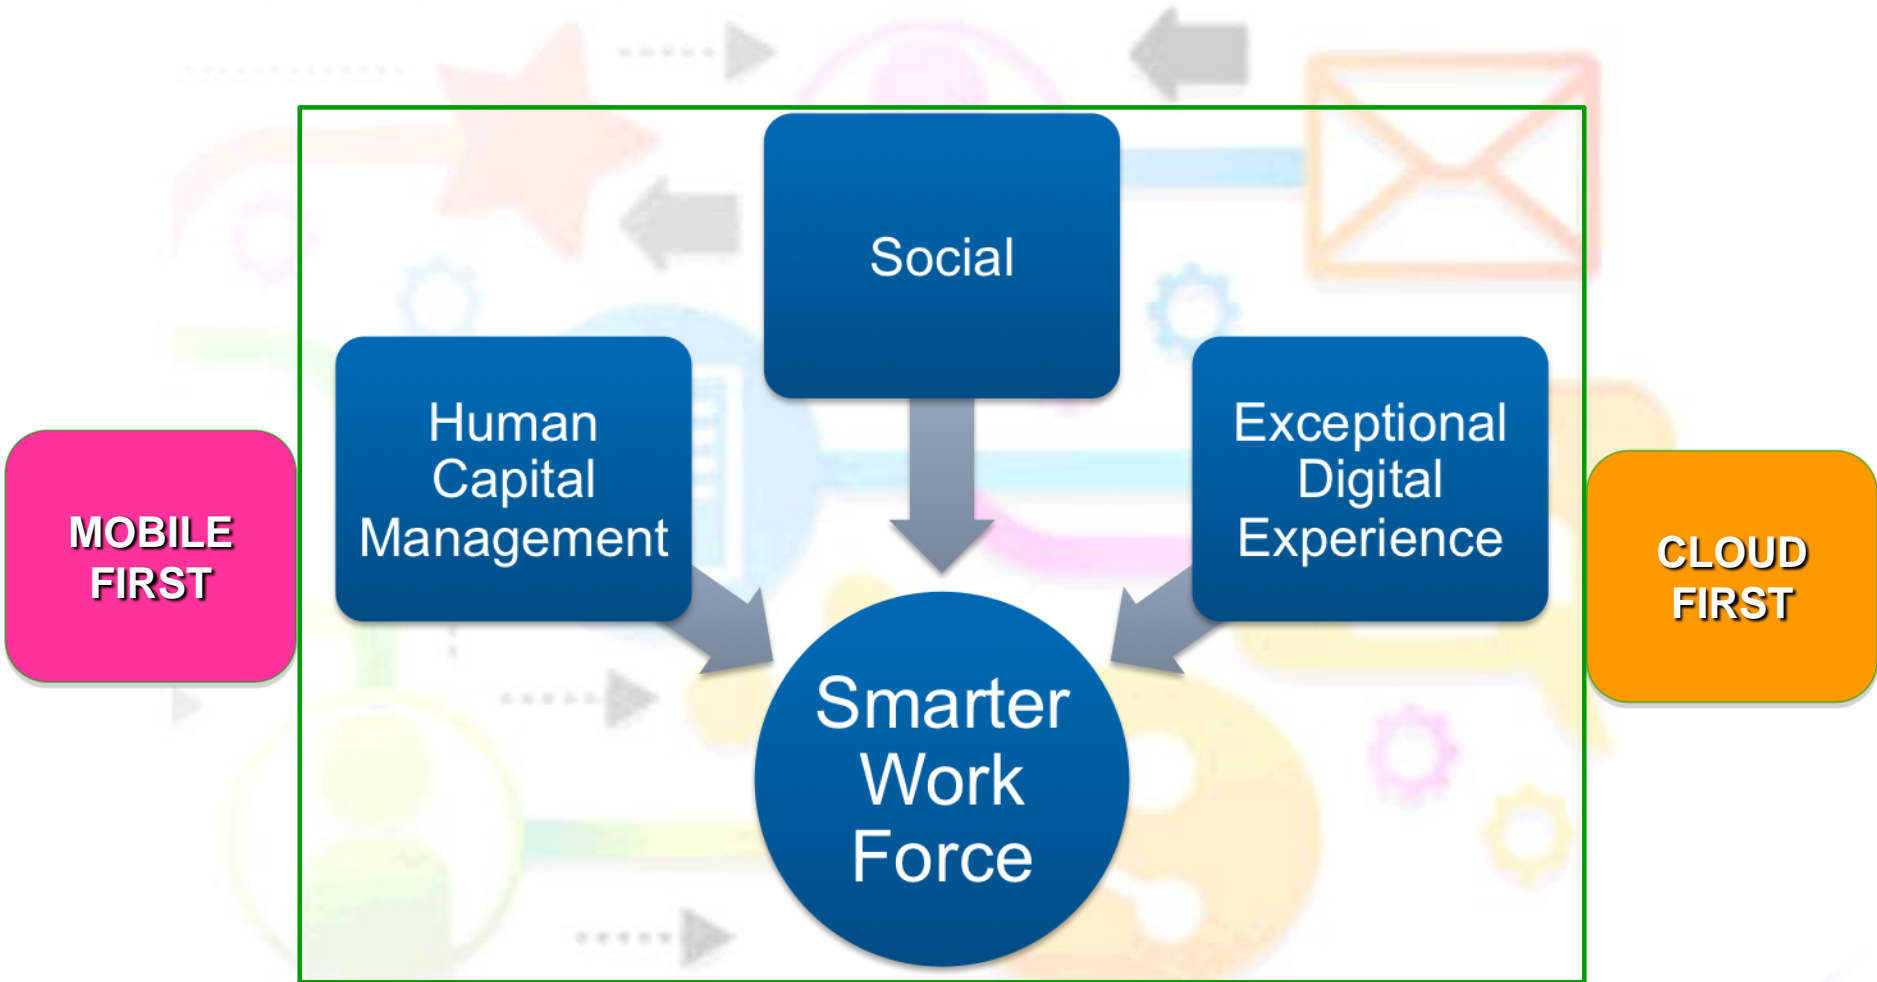 Social
Human
Capital
Management
Exceptional
Digital
Experience
MOBILE
FIRST
CLOUD
FIRST
Smarter
Work
Force